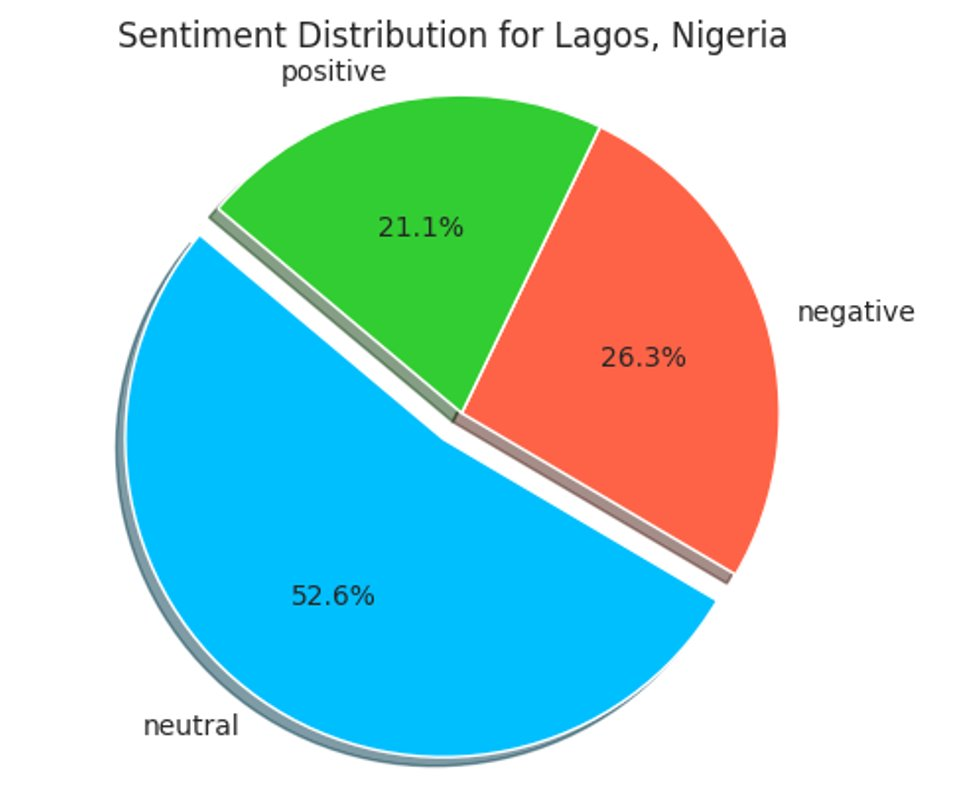 Sentiment Distribution for Lagos, Nigeria
positive
21.1%
negative
26.3%
52.6%
neutral